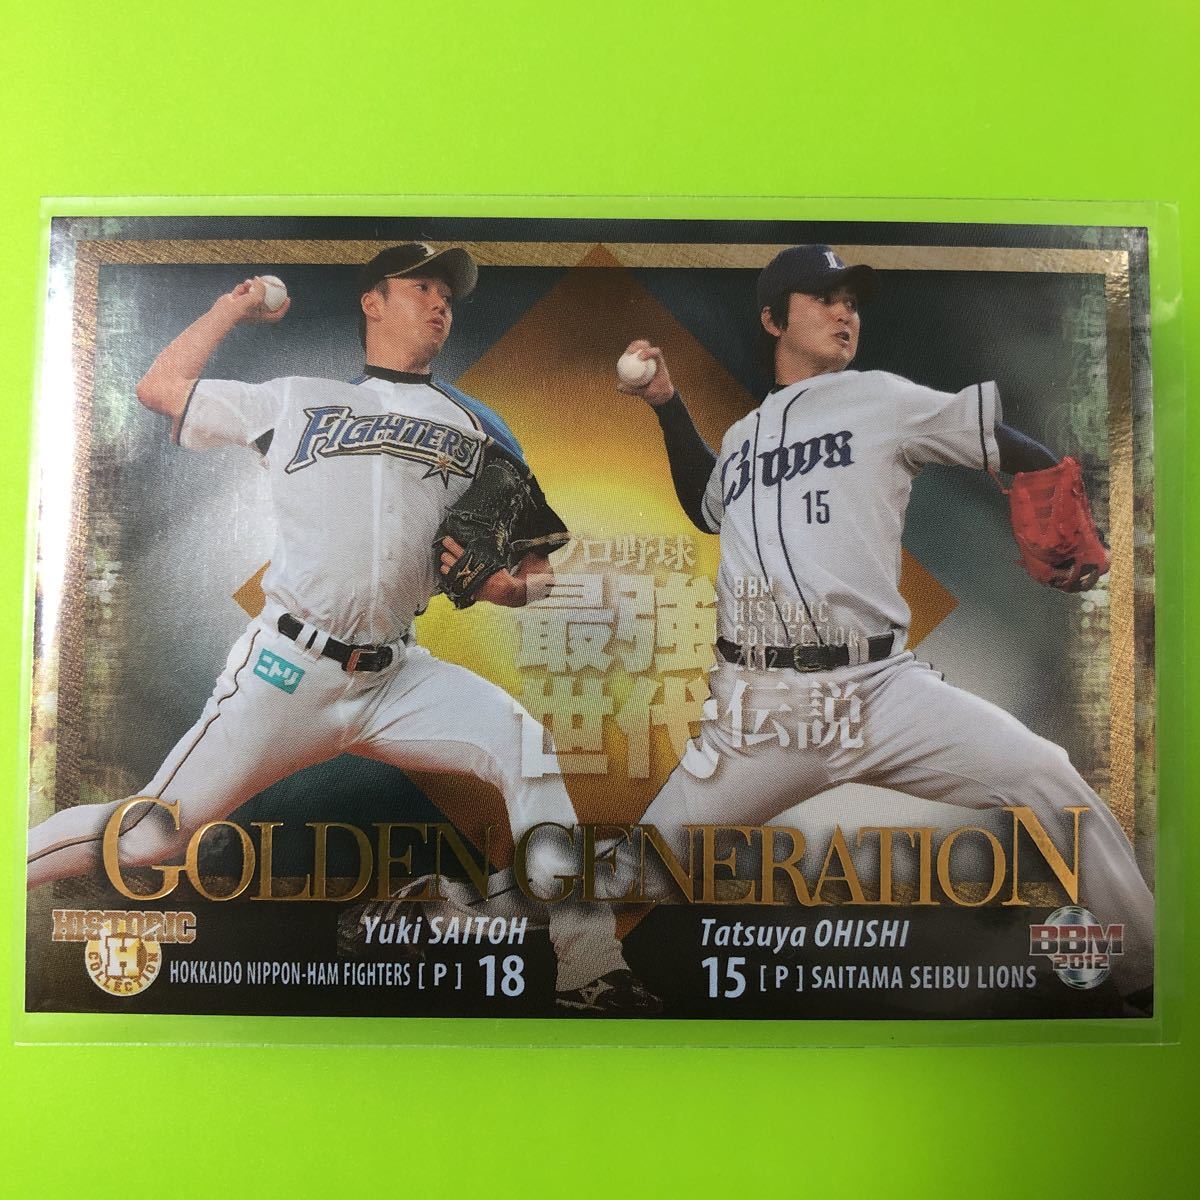 FIGHTERS
Lions
15
ニトリ
プロ野球
最強
世代伝説
BBM
HISTORIC
COLLECTION
2012
GOLDEN GENERATION
HISTORIC
H
COLLECTION
Yuki SAITOH
HOKKAIDO NIPPON-HAM FIGHTERS [ P ] 18
Tatsuya OHISHI
15 [ P ] SAITAMA SEIBU LIONS
BBM
2012